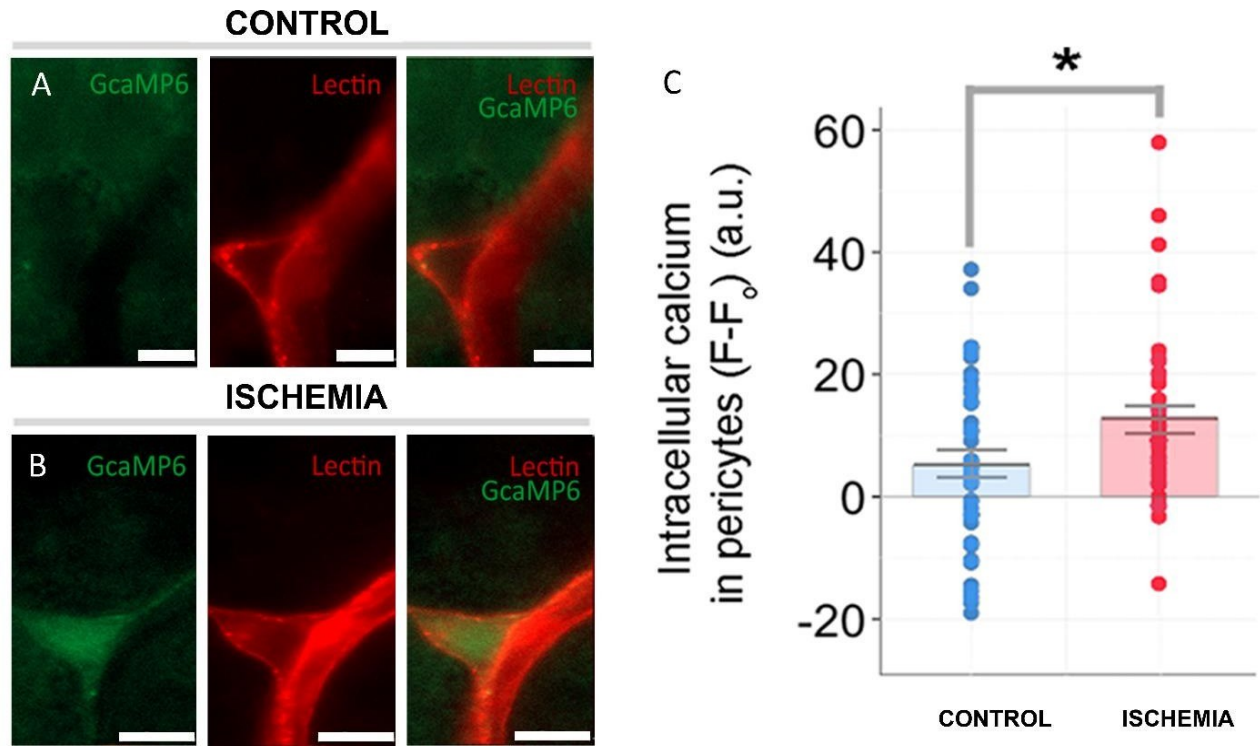 CONTROL
A
GcaMP6
Lectin
Lectin
GcaMP6
ISCHEMIA
B
GcaMP6
Lectin
Lectin
GcaMP6
C
*
Intracellular calcium
in pericytes (F-Fₒ) (a.u.)
60
40
20
0
-20
CONTROL
ISCHEMIA